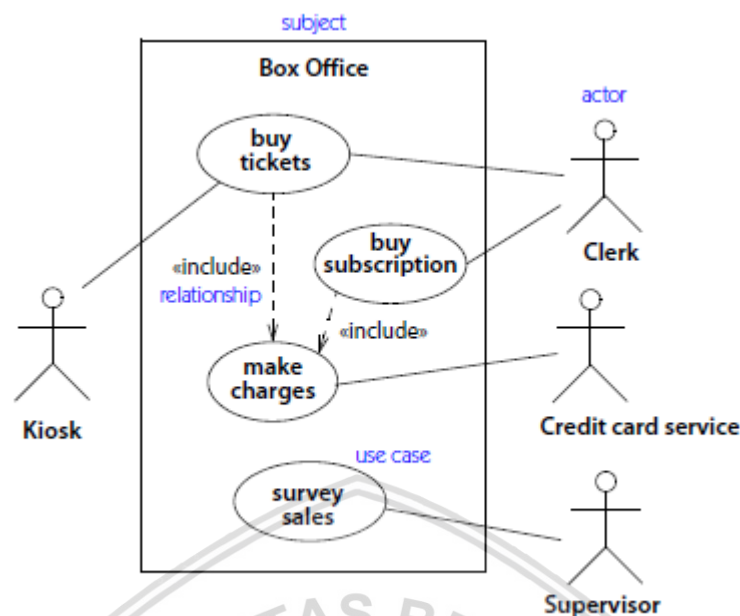 subject
Box Office
actor
buy
tickets
buy
subscription
Clerk
«include»
relationship
«include»
make
charges
Kiosk
Credit card service
use case
survey
sales
Supervisor